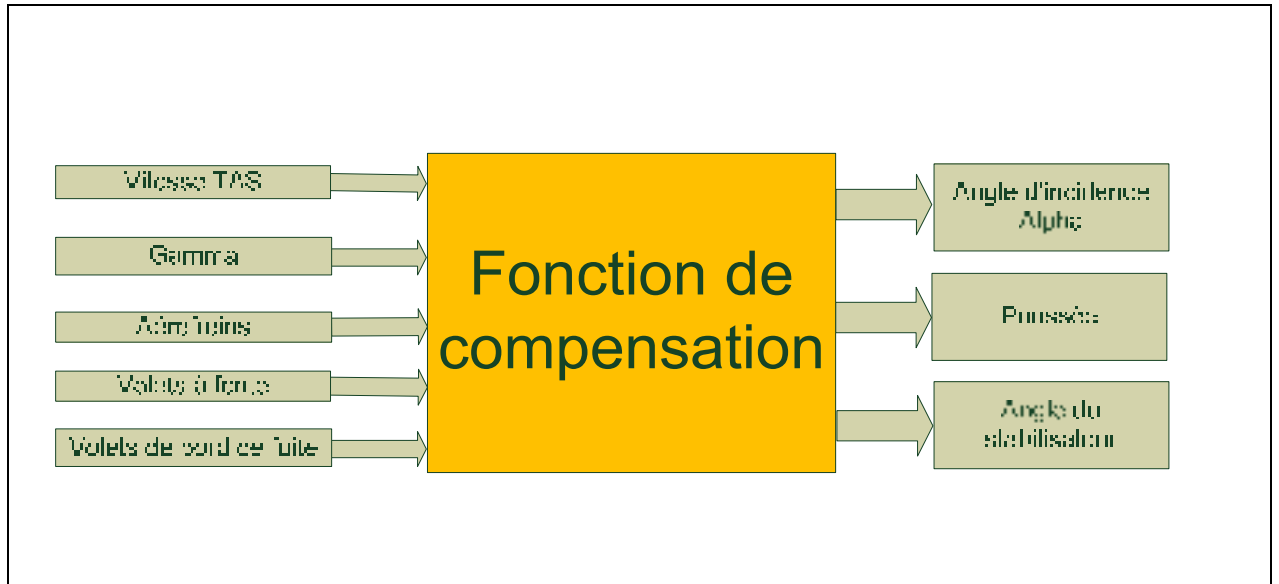 Vitesse TAS
Gamma
Aérofreins
Volets à fente
Volets de bord de fuite
Fonction de
compensation
Angle d'incidence
Alpha
Poussée
Angle du
stabilisateur